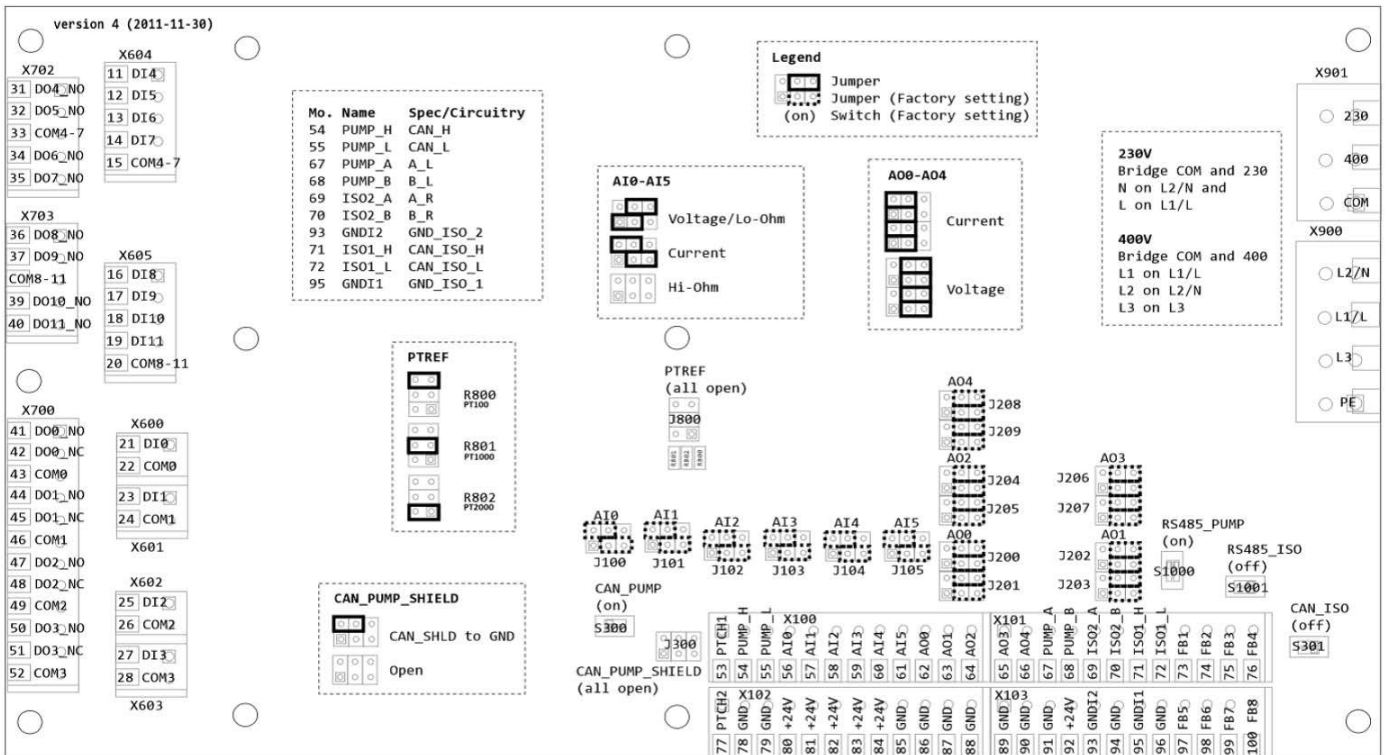 version 4 (2011-11-30)
X702
31 DO4_NO
32 DO5_NO
33 COM4-7
34 DO6_NO
35 DO7_NO
X604
11 DI4
12 DI5
13 DI6
14 DI7
15 COM4-7
X703
36 DO8_NO
37 DO9_NO
COM8-11
39 DO10_NO
40 DO11_NO
X605
16 DI8
17 DI9
18 DI10
19 DI11
20 COM8-11
X700
41 DO0_NO
42 DO0_NC
43 COM0
44 DO1_NO
45 DO1_NC
46 COM1
47 DO2_NO
48 DO2_NC
49 COM2
50 DO3_NO
51 DO3_NC
52 COM3
X600
21 DI0
22 COM0
23 DI1
24 COM1
X601
X602
25 DI2
26 COM2
27 DI3
28 COM3
X603
Mo. Name Spec/Circuitry
54 PUMP_H CAN_H
55 PUMP_L CAN_L
67 PUMP_A A_L
68 PUMP_B B_L
69 ISO2_A A_R
70 ISO2_B B_R
93 GNDI2 GND_ISO_2
71 ISO1_H CAN_ISO_H
72 ISO1_L CAN_ISO_L
95 GNDI1 GND_ISO_1
PTREF
R800
PT100
R801
PT1000
R802
PT2000
CAN_PUMP_SHIELD
CAN_SHLD to GND
Open
Legend
Jumper
Jumper (Factory setting)
(on) Switch (Factory setting)
AI0-AI5
Voltage/Lo-Ohm
Current
Hi-Ohm
AO0-AO4
Current
Voltage
230V
Bridge COM and 230
N on L2/N and
L on L1/L
400V
Bridge COM and 400
L1 on L1/L
L2 on L2/N
L3 on L3
X901
230
400
COM
X900
L2/N
L1/L
L3
PE
PTREF
(all open)
J800
R801 R802 R800
AO4
J208
J209
AO2
J204
J205
AO0
J200
J201
AO3
J206
J207
AO1
J202
J203
AI0
J100
AI1
J101
AI2
J102
AI3
J103
AI4
J104
AI5
J105
RS485_PUMP
(on)
S1000
RS485_ISO
(off)
S1001
CAN_ISO
(off)
S301
CAN_PUMP
(on)
S300
J300
CAN_PUMP_SHIELD
(all open)
X100
53 PTCH1
54 PUMP_H
55 PUMP_L
56 AI0
57 AI1
58 AI2
59 AI3
60 AI4
61 AI5
62 AO0
63 AO1
64 AO2
X101
65 AO3
66 AO4
67 PUMP_A
68 PUMP_B
69 ISO2_A
70 ISO2_B
71 ISO1_H
72 ISO1_L
73 FB1
74 FB2
75 FB3
76 FB4
X102
77 PTCH2
78 GND
79 GND
80 +24V
81 +24V
82 +24V
83 +24V
84 +24V
85 GND
86 GND
87 GND
88 GND
X103
89 GND
90 GND
91 GND
92 +24V
93 GNDI2
94 GND
95 GNDI1
96 GND
97 FB5
98 FB6
99 FB7
100 FB8